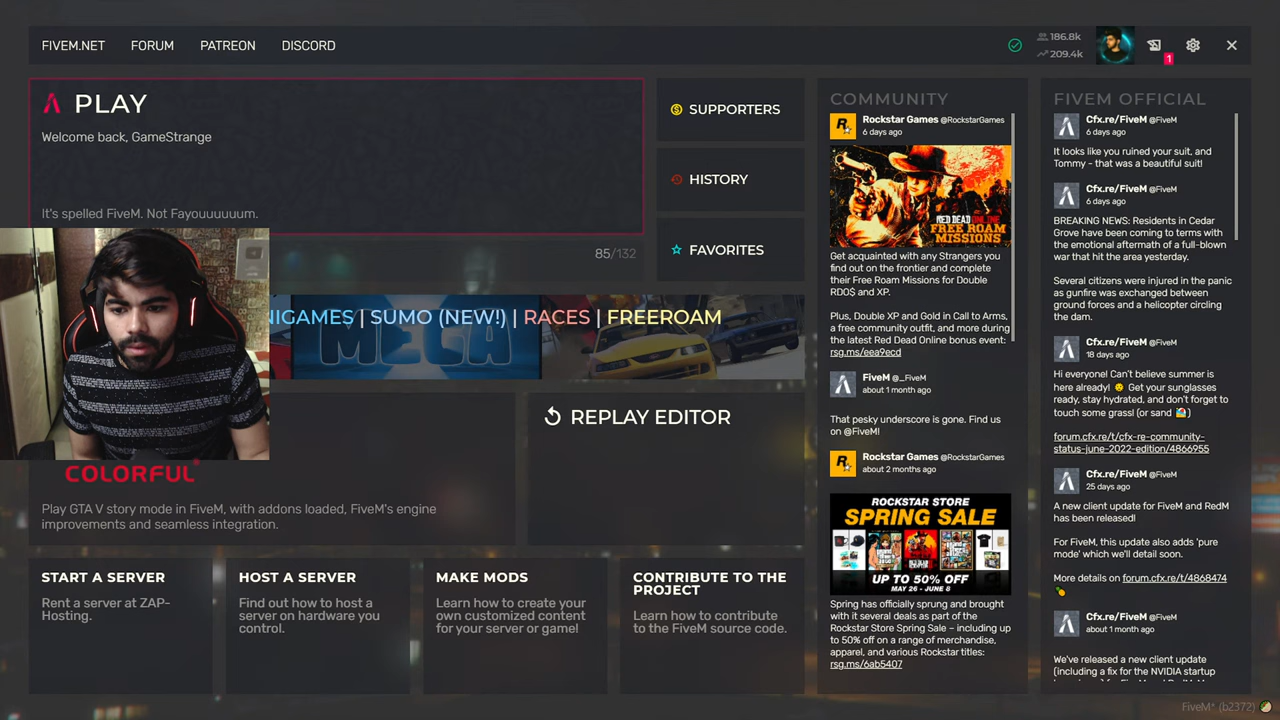 FIVEM.NET
FORUM
PATREON
DISCORD
186.8k
209.4k
1
PLAY
Welcome back, GameStrange
It's spelled FiveM. Not Fayouuuuuum.
85/132
SUPPORTERS
HISTORY
FAVORITES
NIGAMES | SUMO (NEW!) | RACES | FREEROAM
MEGA
REPLAY EDITOR
COLORFUL
Play GTA V story mode in FiveM, with addons loaded, FiveM's engine
improvements and seamless integration.
START A SERVER
Rent a server at ZAP-
Hosting.
HOST A SERVER
Find out how to host a
server on hardware you
control.
MAKE MODS
Learn how to create your
own customized content
for your server or game!
CONTRIBUTE TO THE
PROJECT
Learn how to contribute
to the FiveM source code.
COMMUNITY
Rockstar Games @RockstarGames
6 days ago
RED DEAD ONLINE
FREE ROAM
MISSIONS
Get acquainted with any Strangers you
find out on the frontier and complete
their Free Roam Missions for Double
RDO$ and XP.
Plus, Double XP and Gold in Call to Arms,
a free community outfit, and more during
the latest Red Dead Online bonus event:
rsg.ms/eea9ecd
FiveM @_FiveM
about 1 month ago
That pesky underscore is gone. Find us
on @FiveM!
Rockstar Games @RockstarGames
about 2 months ago
ROCKSTAR STORE
SPRING SALE
UP TO 50% OFF
MAY 26 - JUNE 8
Spring has officially sprung and brought
with it several deals as part of the
Rockstar Store Spring Sale – including up
to 50% off on a range of merchandise,
apparel, and various Rockstar titles:
rsg.ms/6ab5407
FIVEM OFFICIAL
Cfx.re/FiveM @FiveM
6 days ago
It looks like you ruined your suit, and
Tommy - that was a beautiful suit!
Cfx.re/FiveM @FiveM
6 days ago
BREAKING NEWS: Residents in Cedar
Grove have been coming to terms with
the emotional aftermath of a full-blown
war that hit the area yesterday.
Several citizens were injured in the panic
as gunfire was exchanged between
ground forces and a helicopter circling
the dam.
Cfx.re/FiveM @FiveM
18 days ago
Hi everyone! Can't believe summer is
here already! 😮 Get your sunglasses
ready, stay hydrated, and don't forget to
touch some grass! (or sand 🏖)
forum.cfx.re/t/cfx-re-community-
status-june-2022-edition/4866955
Cfx.re/FiveM @FiveM
25 days ago
A new client update for FiveM and RedM
has been released!
For FiveM, this update also adds 'pure
mode' which we'll detail soon.
More details on forum.cfx.re/t/4868474
Cfx.re/FiveM @FiveM
about 1 month ago
We've released a new client update
(including a fix for the NVIDIA startup
FiveM* (b2372)